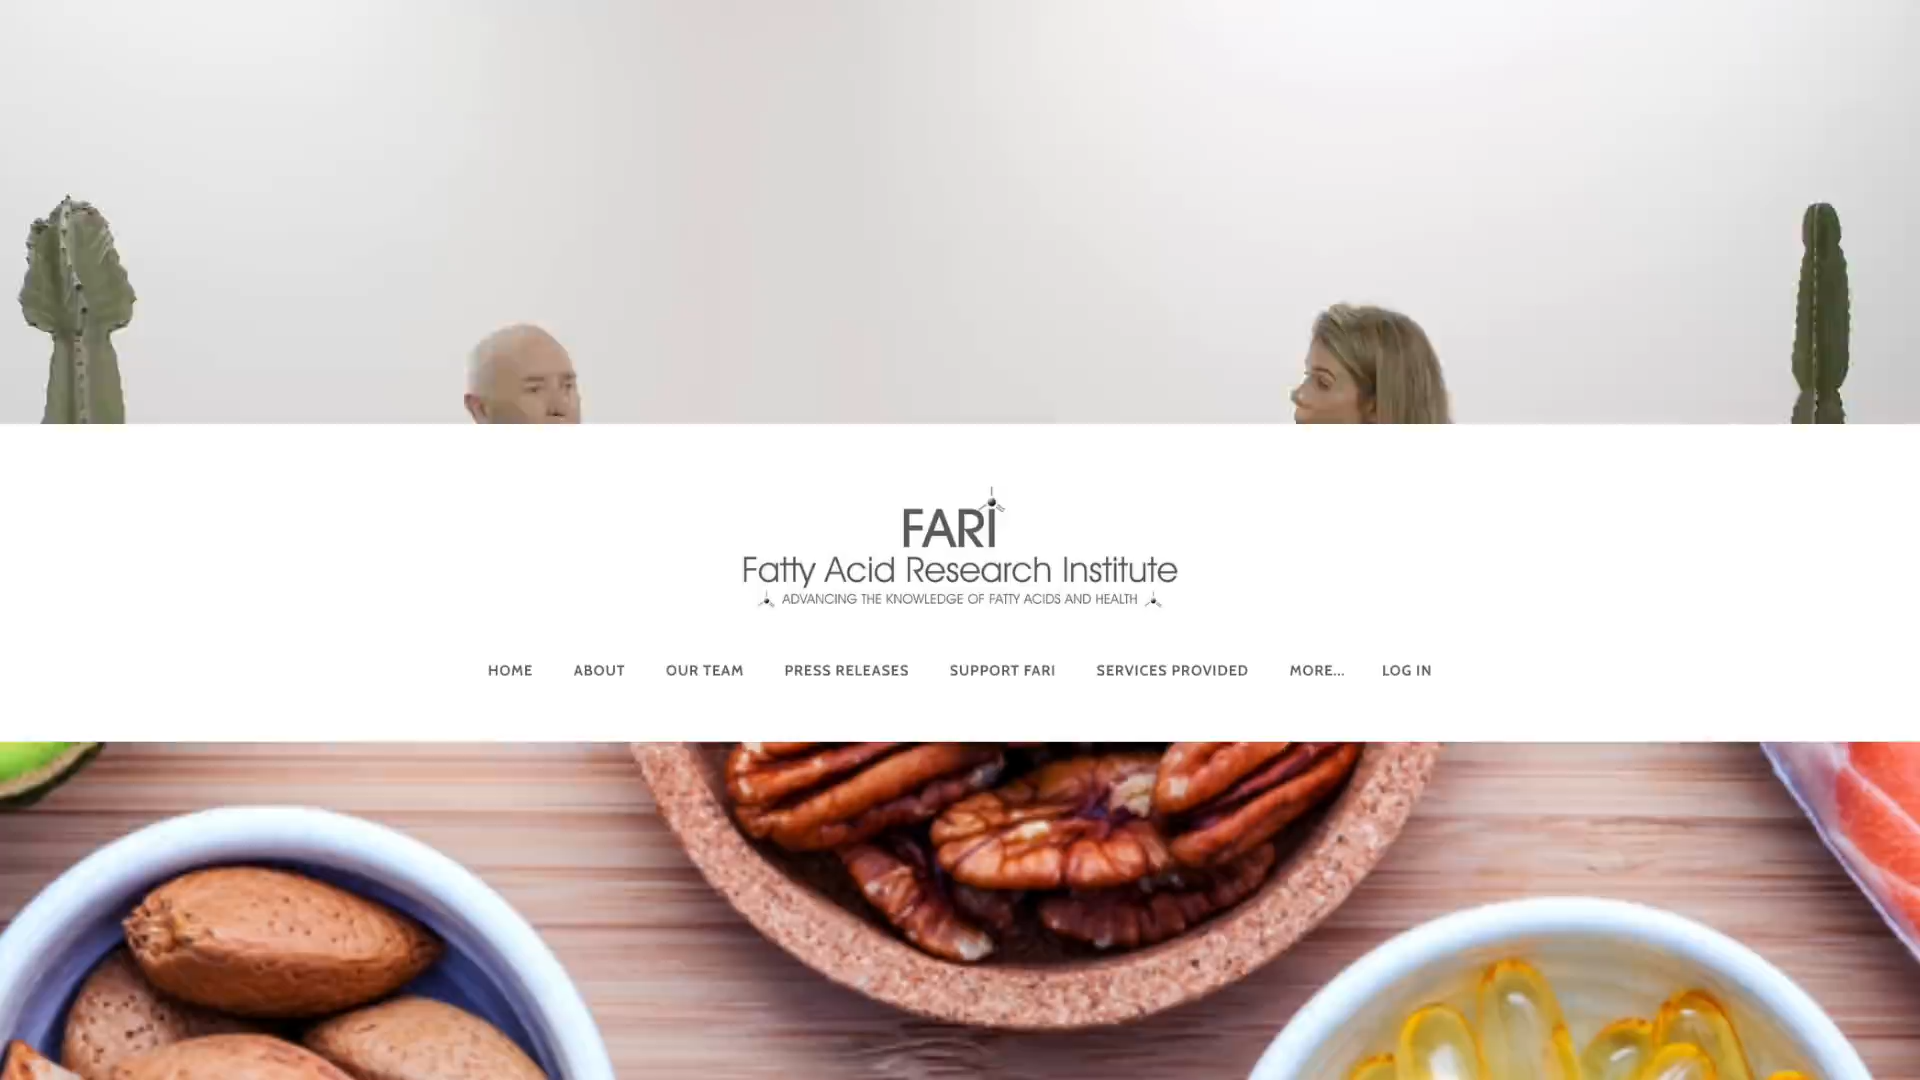 FARI
Fatty Acid Research Institute
ADVANCING THE KNOWLEDGE OF FATTY ACIDS AND HEALTH
HOME ABOUT OUR TEAM PRESS RELEASES SUPPORT FARI SERVICES PROVIDED MORE... LOG IN